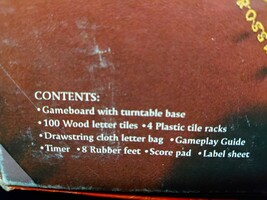 ROSS
CONTENTS:
•Gameboard with turntable base
•100 Wood letter tiles •4 Plastic tile racks
•Drawstring cloth letter bag •Gameplay Guide
•Timer •8 Rubber feet •Score pad •Label sheet